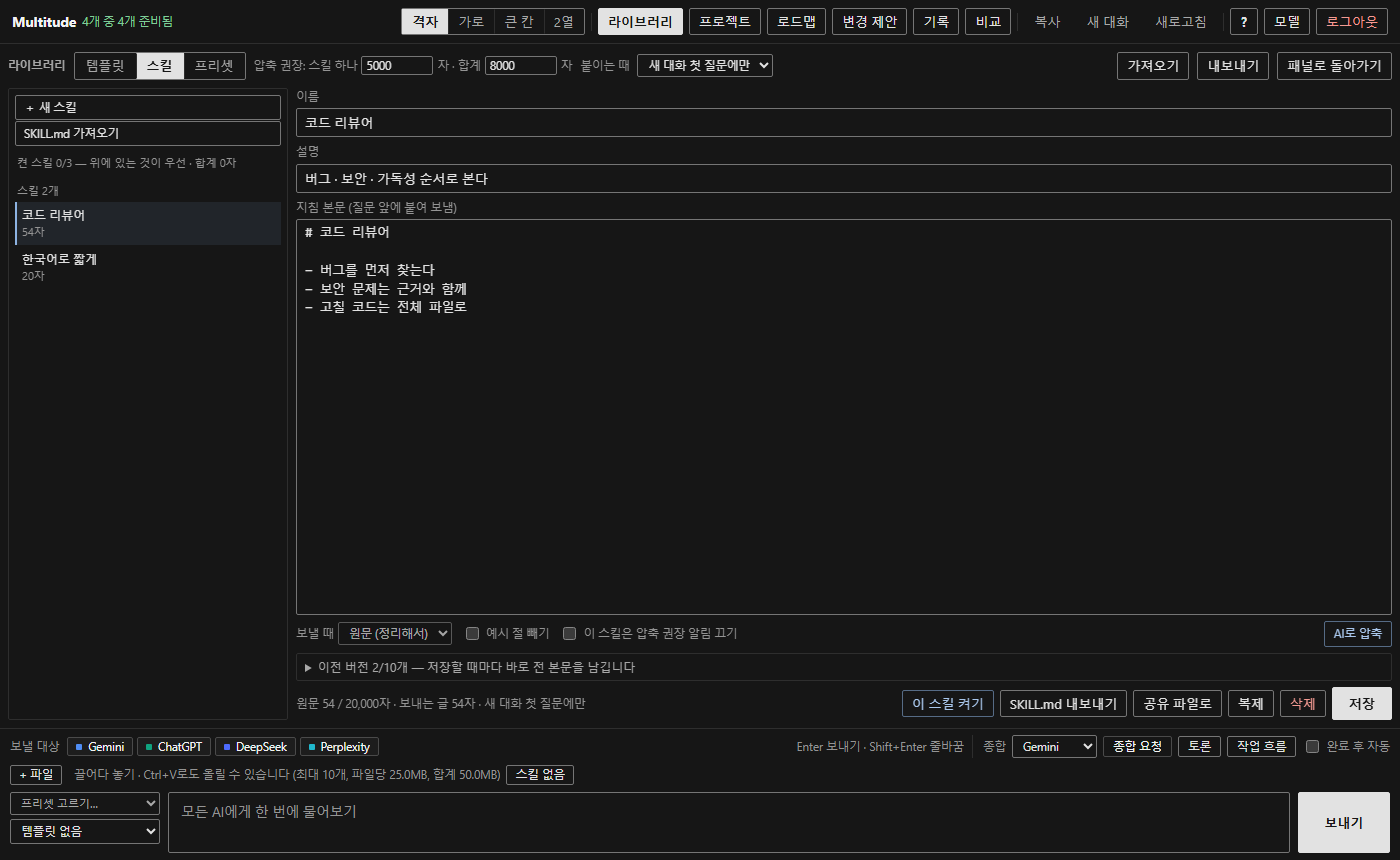 Multitude 4개 중 4개 준비됨 격자 가로 큰 칸 2열 라이브러리 프로젝트 로드맵 변경 제안 기록 비교 복사 새 대화 새로고침 ? 모델 로그아웃
라이브러리 템플릿 스킬 프리셋 압축 권장: 스킬 하나 5000 자 · 합계 8000 자 붙이는 때 새 대화 첫 질문에만 가져오기 내보내기 패널로 돌아가기
+ 새 스킬
SKILL.md 가져오기
켠 스킬 0/3 — 위에 있는 것이 우선 · 합계 0자
스킬 2개
코드 리뷰어
54자
한국어로 짧게
20자
이름
코드 리뷰어
설명
버그 · 보안 · 가독성 순서로 본다
지침 본문 (질문 앞에 붙여 보냄)
# 코드 리뷰어
- 버그를 먼저 찾는다
- 보안 문제는 근거와 함께
- 고칠 코드는 전체 파일로
보낼 때 원문 (정리해서) 예시 절 빼기 이 스킬은 압축 권장 알림 끄기 AI로 압축
▶ 이전 버전 2/10개 — 저장할 때마다 바로 전 본문을 남깁니다
원문 54 / 20,000자 · 보내는 글 54자 · 새 대화 첫 질문에만 이 스킬 켜기 SKILL.md 내보내기 공유 파일로 복제 삭제 저장
보낼 대상 Gemini ChatGPT DeepSeek Perplexity Enter 보내기 · Shift+Enter 줄바꿈 종합 Gemini 종합 요청 토론 작업 흐름 완료 후 자동
+ 파일 끌어다 놓기 · Ctrl+V로도 올릴 수 있습니다 (최대 10개, 파일당 25.0MB, 합계 50.0MB) 스킬 없음
프리셋 고르기...
템플릿 없음
모든 AI에게 한 번에 물어보기
보내기